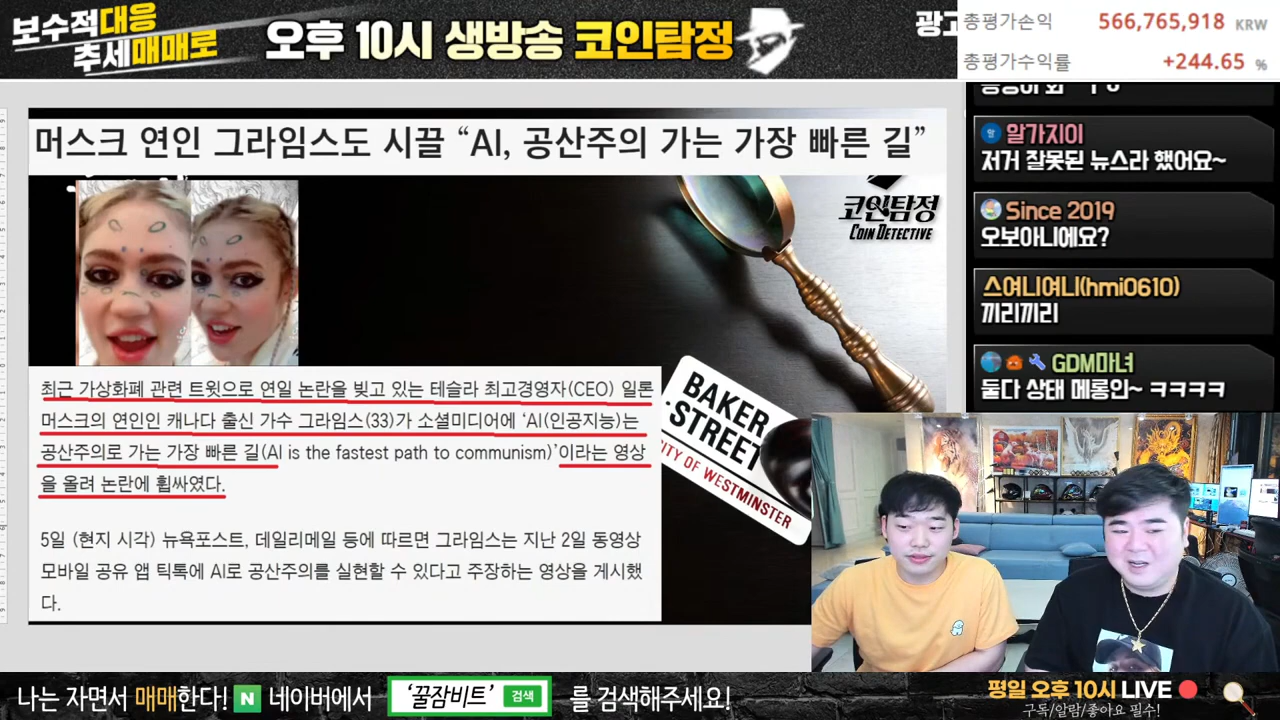 보수적대응
추세매매로
오후 10시 생방송 코인탐정
광고
총평가손익 566,765,918 KRW
총평가수익률 +244.65 %
머스크 연인 그라임스도 시끌 “AI, 공산주의 가는 가장 빠른 길”
코인탐정
COIN DETECTIVE
최근 가상화폐 관련 트윗으로 연일 논란을 빚고 있는 테슬라 최고경영자(CEO) 일론
머스크의 연인인 캐나다 출신 가수 그라임스(33)가 소셜미디어에 ‘AI(인공지능)는
공산주의로 가는 가장 빠른 길(AI is the fastest path to communism)’이라는 영상
을 올려 논란에 휩싸였다.
5일 (현지 시각) 뉴욕포스트, 데일리메일 등에 따르면 그라임스는 지난 2일 동영상
모바일 공유 앱 틱톡에 AI로 공산주의를 실현할 수 있다고 주장하는 영상을 게시했
다.
BAKER
STREET
CITY OF WESTMINSTER
알가지이
저거 잘못된 뉴스라 했어요~
Since 2019
오보아니에요?
스여니여니(hmi0610)
끼리끼리
GDM마녀
둘다 상태 메롱인~ ㅋㅋㅋㅋ
나는 자면서 매매한다! N 네이버에서 ‘꿀잠비트’ 검색 를 검색해주세요!
평일 오후 10시 LIVE
구독/알람/좋아요 필수!